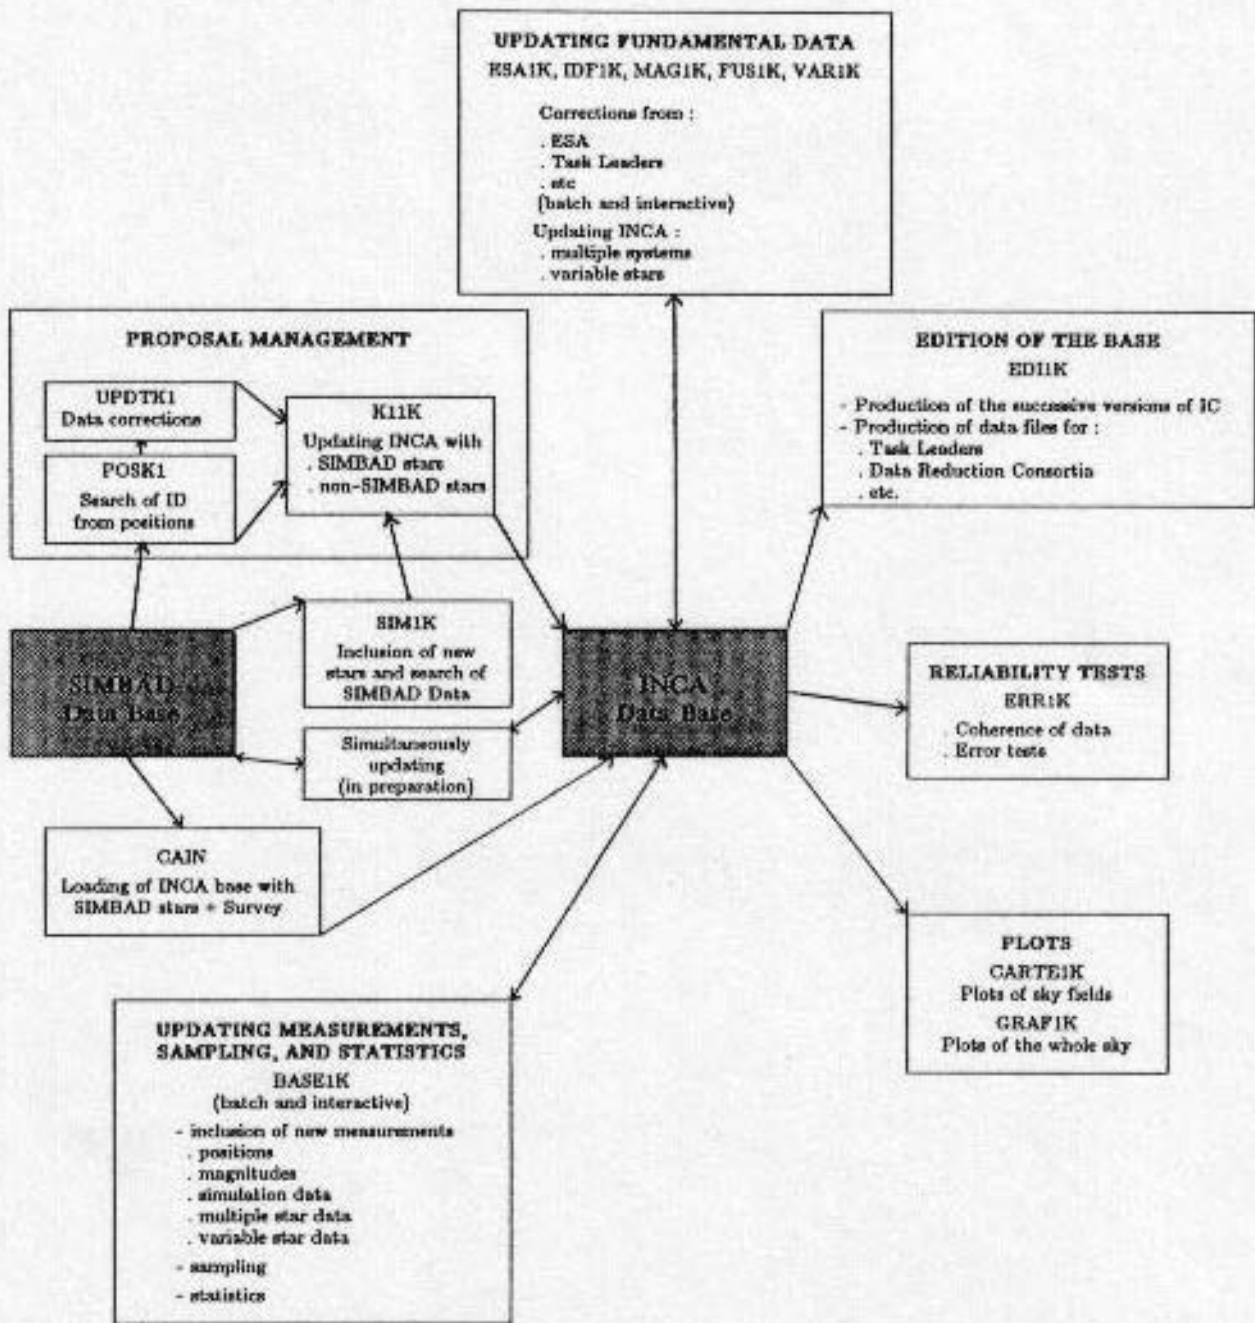 UPDATING FUNDAMENTAL DATA
ESA1K, IDF1K, MAG1K, FUS1K, VAR1K
Corrections from :
. ESA
. Task Leaders
. etc
(batch and interactive)
Updating INCA :
. multiple systems
. variable stars
PROPOSAL MANAGEMENT
UPDTK1
Data corrections
POSK1
Search of ID
from positions
K11K
Updating INCA with
. SIMBAD stars
. non-SIMBAD stars
EDITION OF THE BASE
EDI1K
- Production of the successive versions of IC
- Production of data files for :
. Task Leaders
. Data Reduction Consortia
. etc.
SIMBAD
Data Base
SIM1K
Inclusion of new
stars and search of
SIMBAD Data
Simultaneously
updating
(in preparation)
INCA
Data Base
RELIABILITY TESTS
ERR1K
. Coherence of data
. Error tests
CAIN
Loading of INCA base with
SIMBAD stars + Survey
PLOTS
CARTE1K
Plots of sky fields
GRAF1K
Plots of the whole sky
UPDATING MEASUREMENTS,
SAMPLING, AND STATISTICS
BASE1K
(batch and interactive)
- inclusion of new measurements
. positions
. magnitudes
. simulation data
. multiple star data
. variable star data
- sampling
- statistics